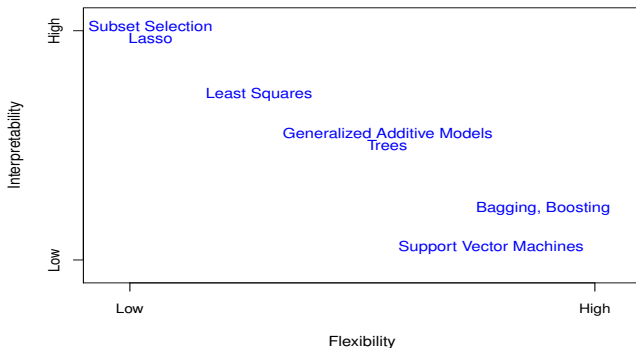 High
Subset Selection
Lasso
Least Squares
Interpretability
Generalized Additive Models
Trees
Bagging, Boosting
Support Vector Machines
Low
Low
High
Flexibility